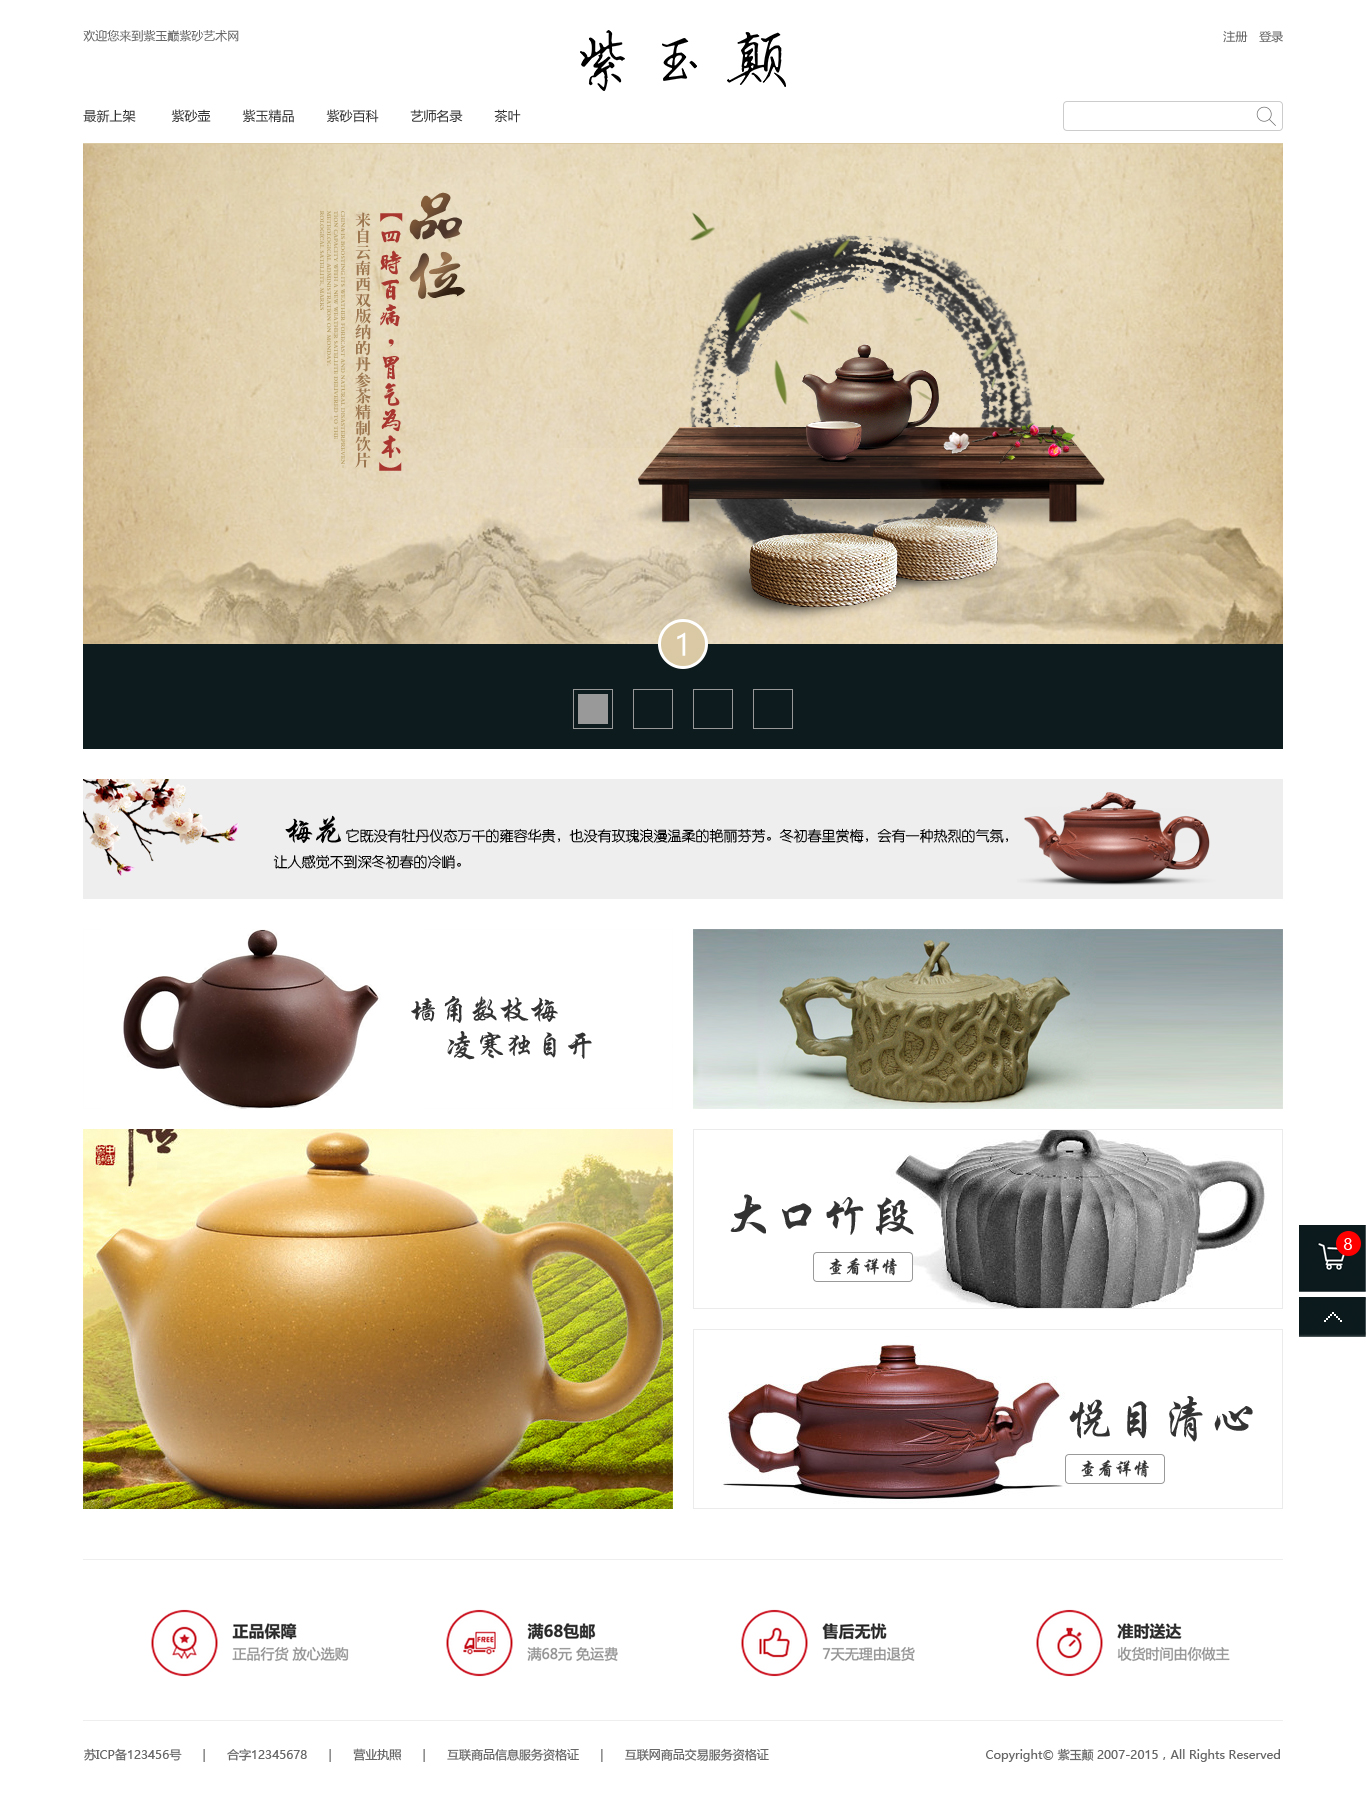 欢迎您来到紫玉巅紫砂艺术网
紫玉颠
注册 登录
最新上架 紫砂壶 紫玉精品 紫砂百科 艺师名录 茶叶
品位
【四時百病，胃气為本】
来自云南西双版纳的丹参茶精制饮片
1
梅花 它既没有牡丹仪态万千的雍容华贵，也没有玫瑰浪漫温柔的艳丽芬芳。冬初春里赏梅，会有一种热烈的气氛，
让人感觉不到深冬初春的冷峭。
墙角数枝梅
凌寒独自开
大口竹段
查看详情
8
悦目清心
查看详情
正品保障
正品行货 放心选购
FREE
满68包邮
满68元 免运费
售后无忧
7天无理由退货
准时送达
收货时间由你做主
苏ICP备123456号 | 合字12345678 | 营业执照 | 互联商品信息服务资格证 | 互联网商品交易服务资格证
Copyright© 紫玉颠 2007-2015 , All Rights Reserved